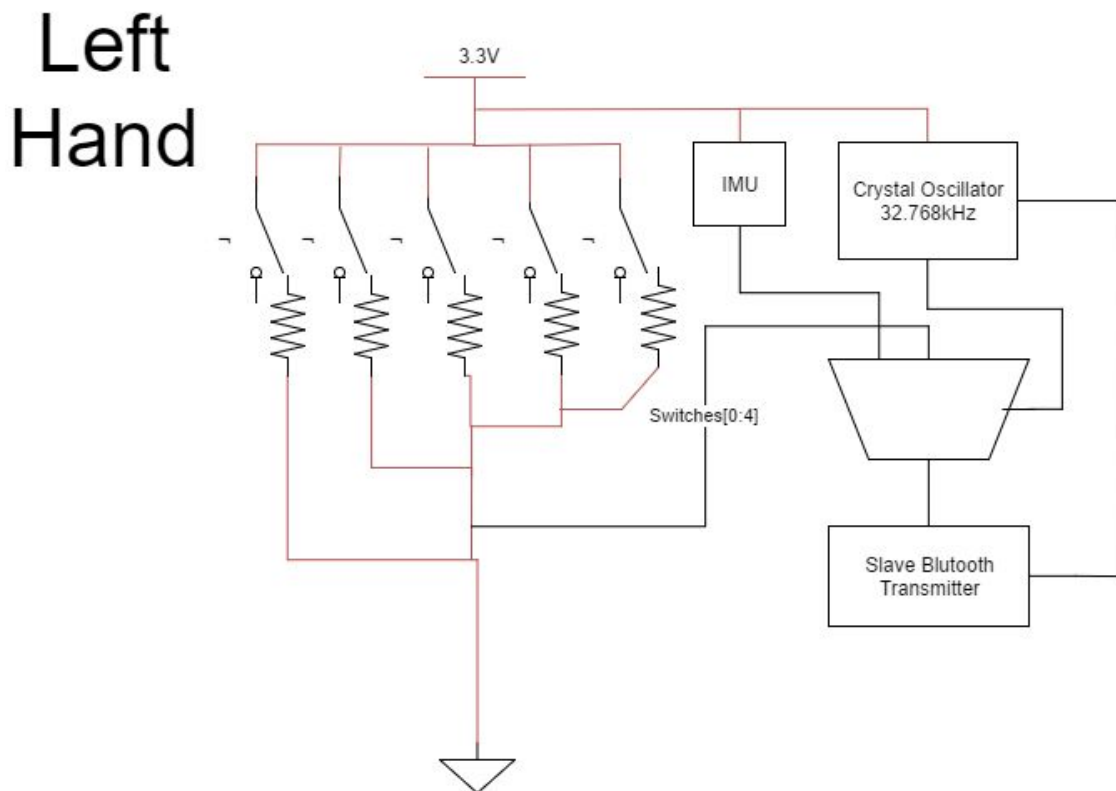 Left
Hand
3.3V
IMU
Crystal Oscillator
32.768kHz
Switches[0:4]
Slave Blutooth
Transmitter